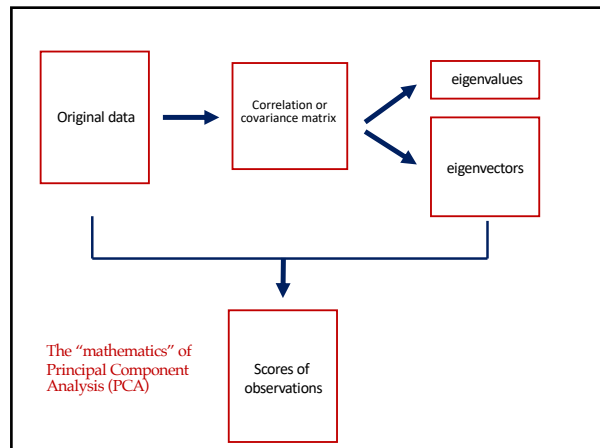 Original data
Correlation or
covariance matrix
eigenvalues
eigenvectors
The “mathematics” of
Principal Component
Analysis (PCA)
Scores of
observations